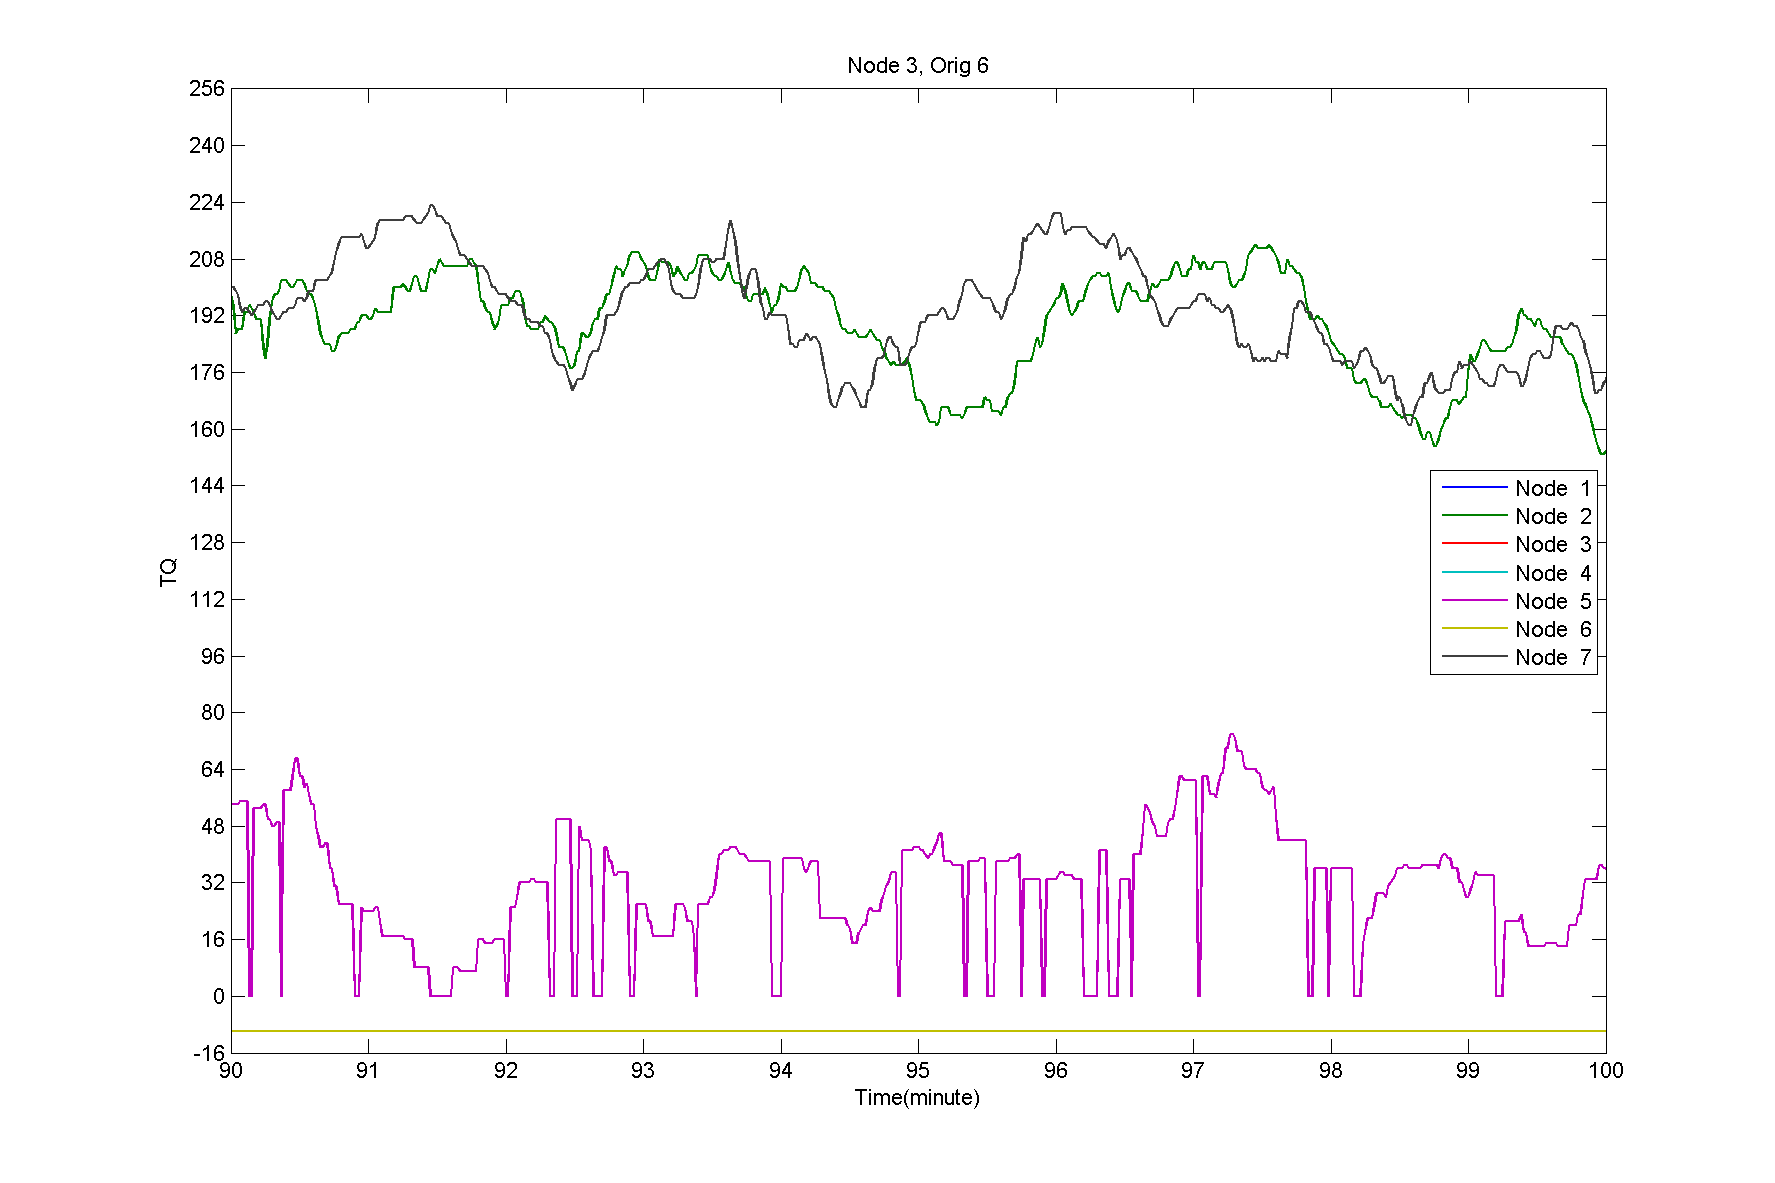 Node 3, Orig 6
256
240
224
208
192
176
160
144
128
112
96
80
64
48
32
16
0
-16
TQ
Node 1
Node 2
Node 3
Node 4
Node 5
Node 6
Node 7
90 91 92 93 94 95 96 97 98 99 100
Time(minute)